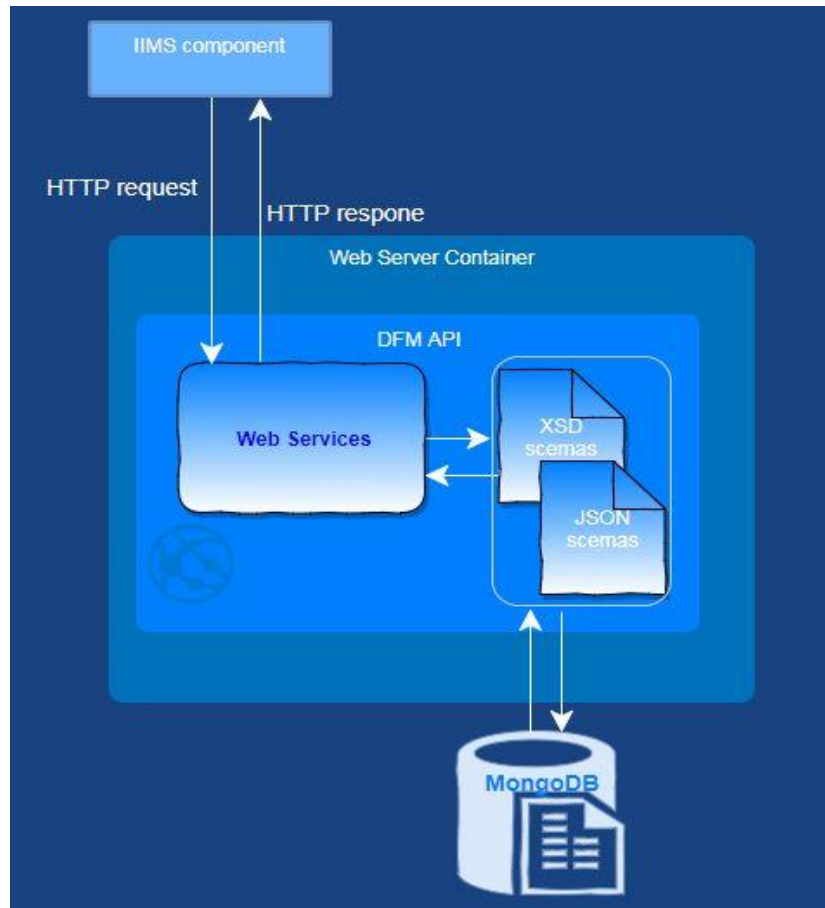 IIMS component
HTTP request
HTTP respone
Web Server Container
DFM API
Web Services
XSD
scemas
JSON
scemas
MongoDB